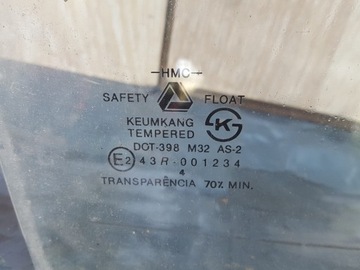 HMC
SAFETY FLOAT
KEUMKANG
TEMPERED
DOT-398 M32 AS-2
E2 43R-001234
4
TRANSPARÊNCIA 70% MIN.